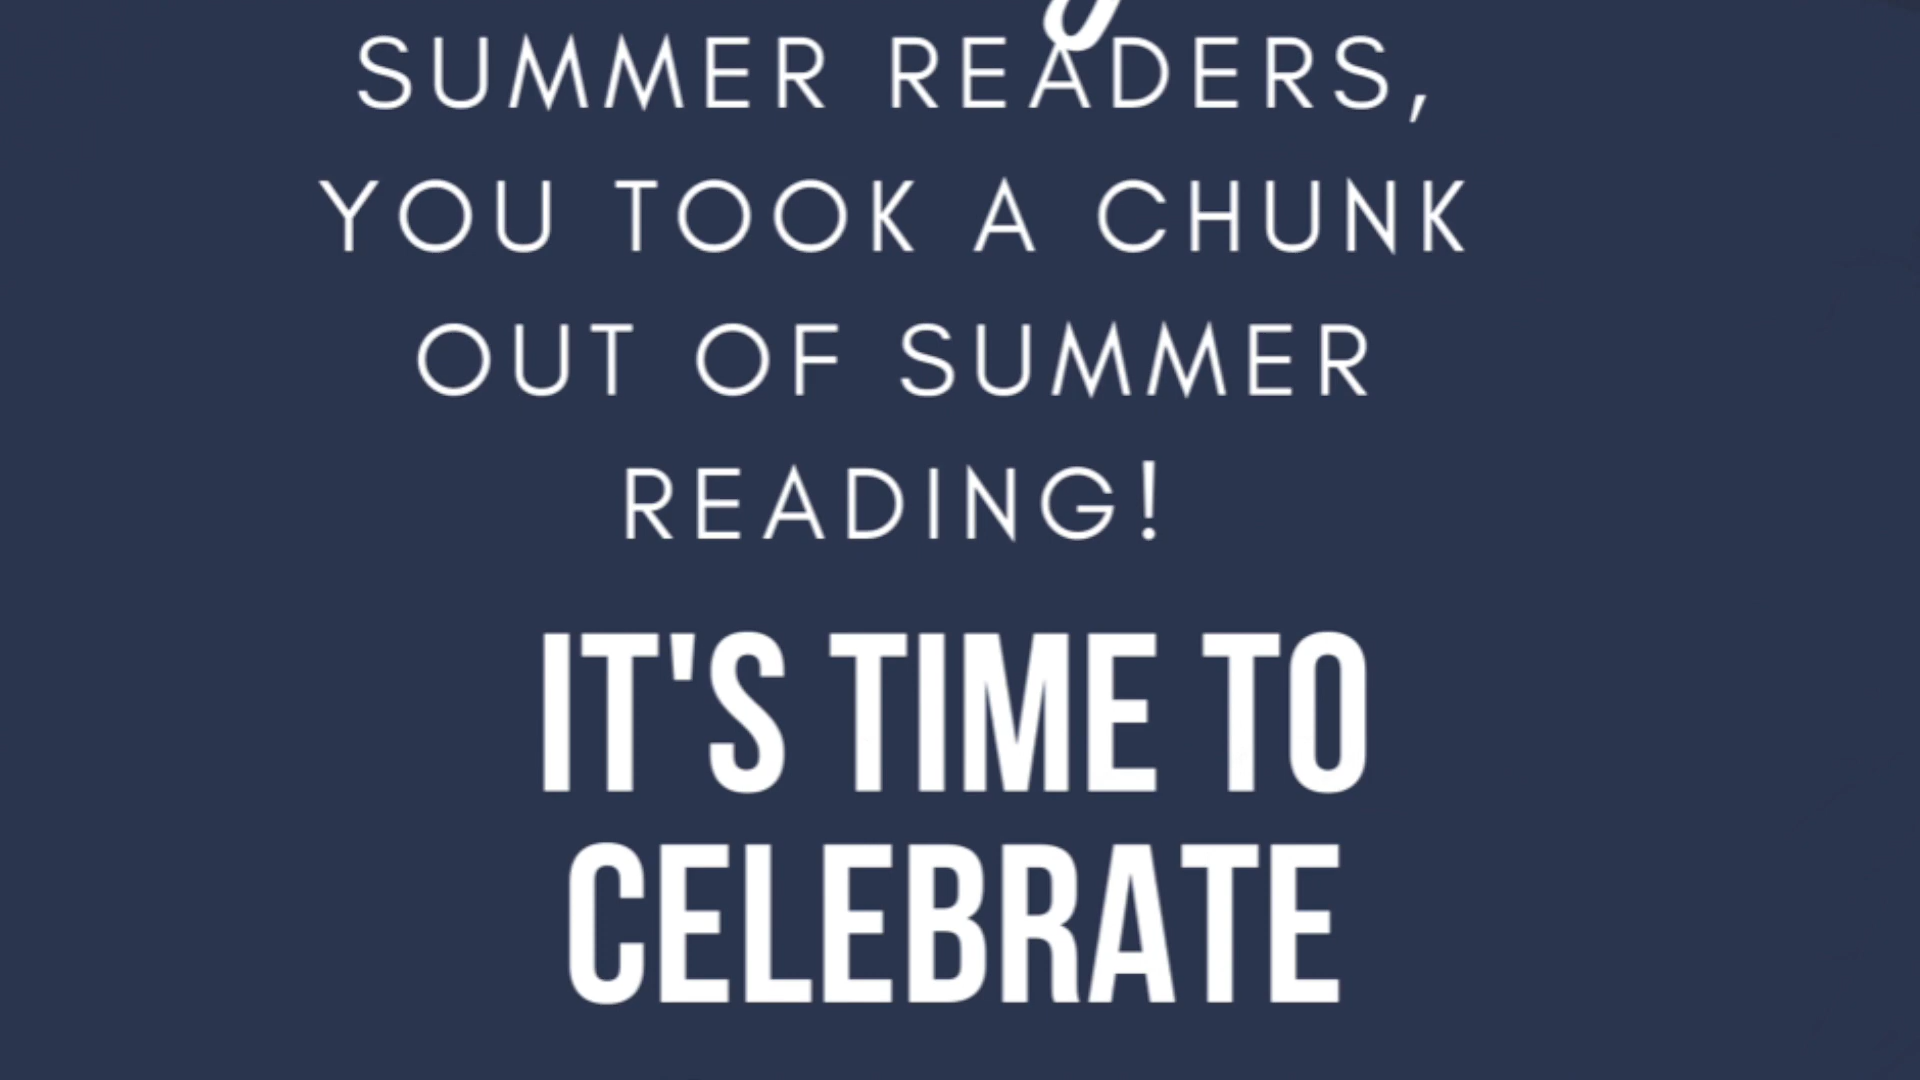 SUMMER READERS,
YOU TOOK A CHUNK
OUT OF SUMMER
READING!
IT'S TIME TO
CELEBRATE